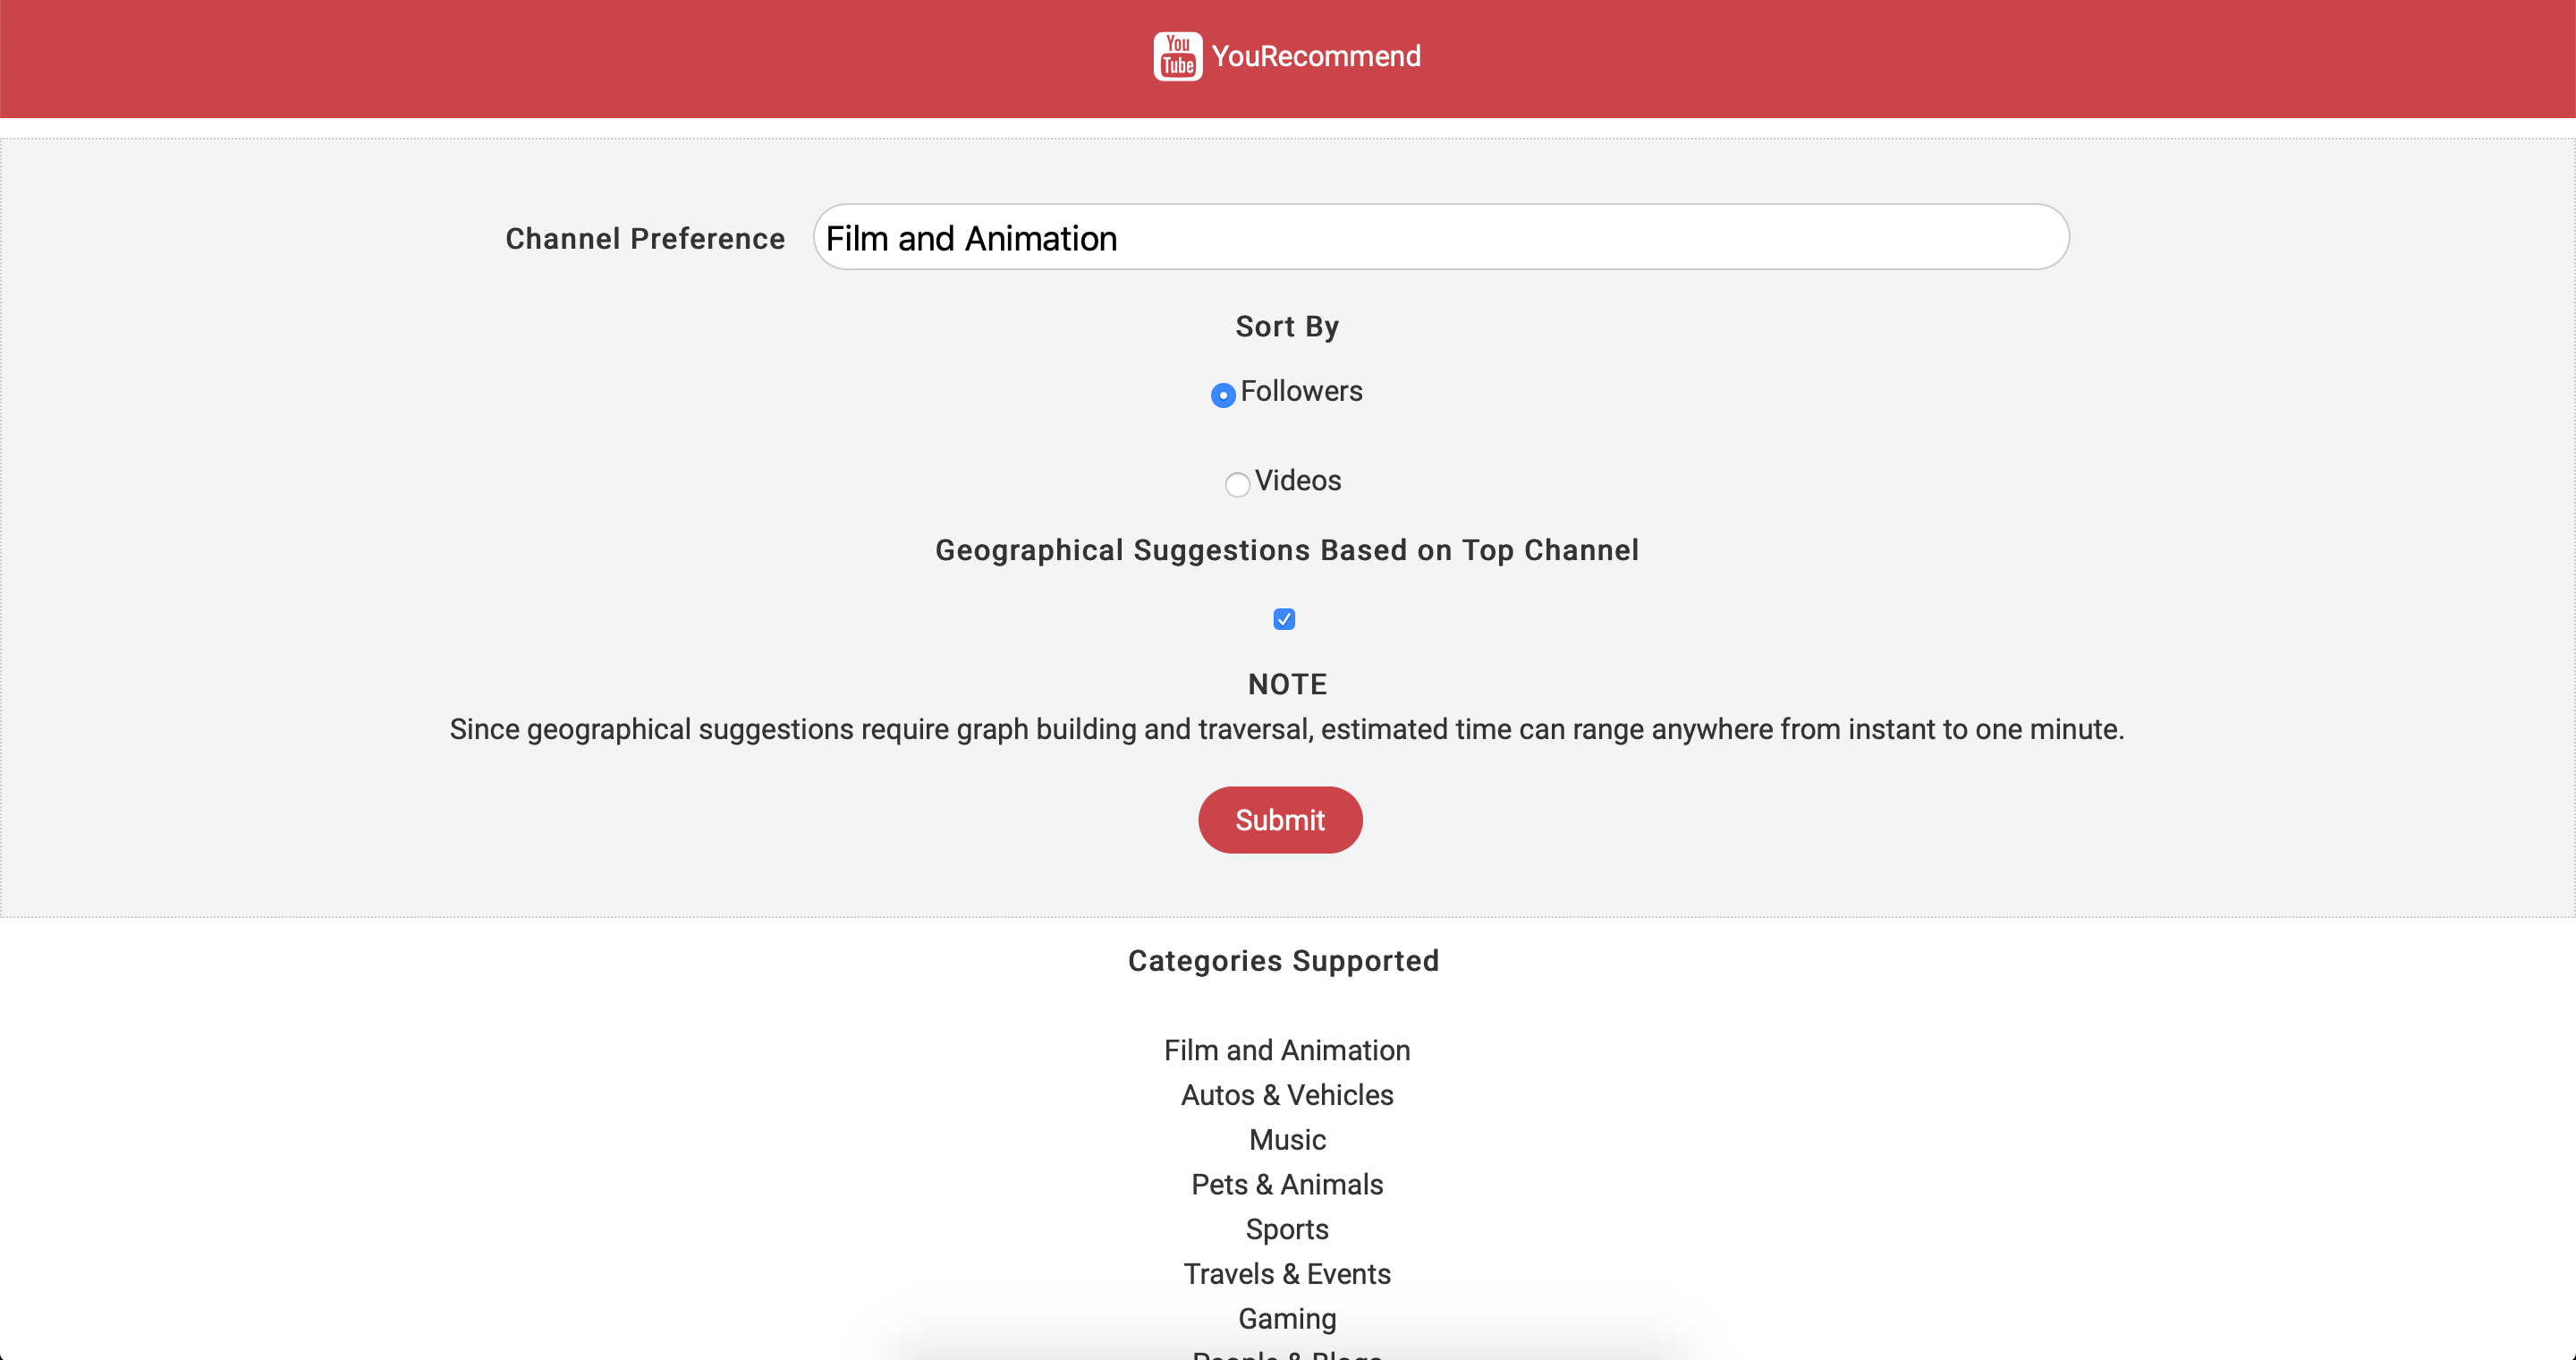 You
Tube
YouRecommend
Channel Preference
Film and Animation
Sort By
Followers
Videos
Geographical Suggestions Based on Top Channel
NOTE
Since geographical suggestions require graph building and traversal, estimated time can range anywhere from instant to one minute.
Submit
Categories Supported
Film and Animation
Autos & Vehicles
Music
Pets & Animals
Sports
Travels & Events
Gaming
People & Blogs